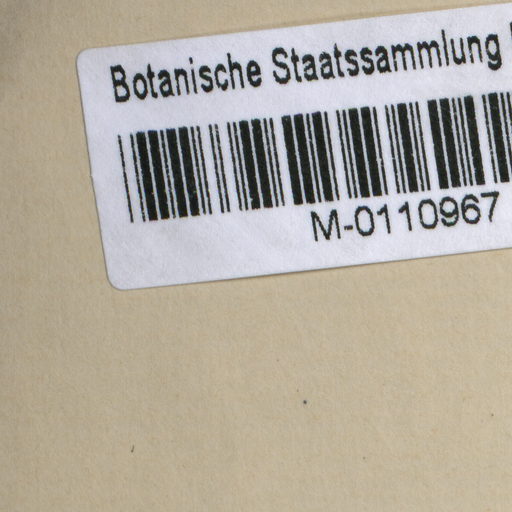 Botanische Staatssammlung
M-0110967